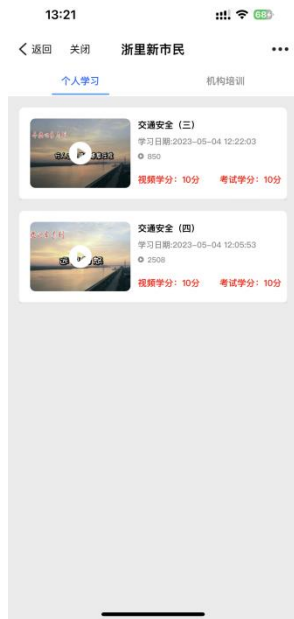 13:21
68
返回 关闭 浙里新市民
个人学习 机构培训
交通安全（三）
学习日期:2023-05-04 12:22:03
850
视频学分：10分 考试学分：10分
交通安全（四）
学习日期:2023-05-04 12:05:53
2508
视频学分：10分 考试学分：10分